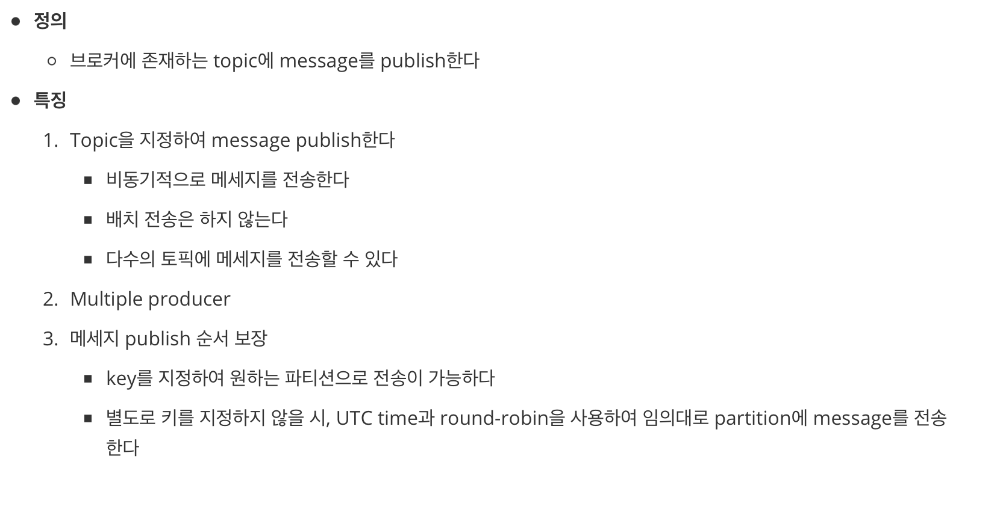 ● 정의
○ 브로커에 존재하는 topic에 message를 publish한다
● 특징
1. Topic을 지정하여 message publish한다
■ 비동기적으로 메세지를 전송한다
■ 배치 전송은 하지 않는다
■ 다수의 토픽에 메세지를 전송할 수 있다
2. Multiple producer
3. 메세지 publish 순서 보장
■ key를 지정하여 원하는 파티션으로 전송이 가능하다
■ 별도로 키를 지정하지 않을 시, UTC time과 round-robin을 사용하여 임의대로 partition에 message를 전송
한다